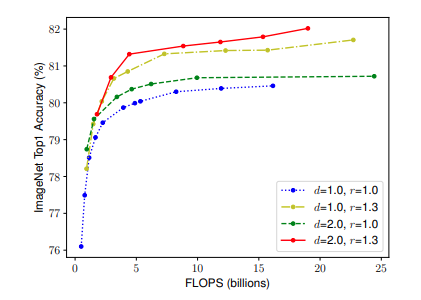 82
81
80
79
78
77
76
ImageNet Top1 Accuracy (%)
0 5 10 15 20 25
FLOPS (billions)
d=1.0, r=1.0
d=1.0, r=1.3
d=2.0, r=1.0
d=2.0, r=1.3